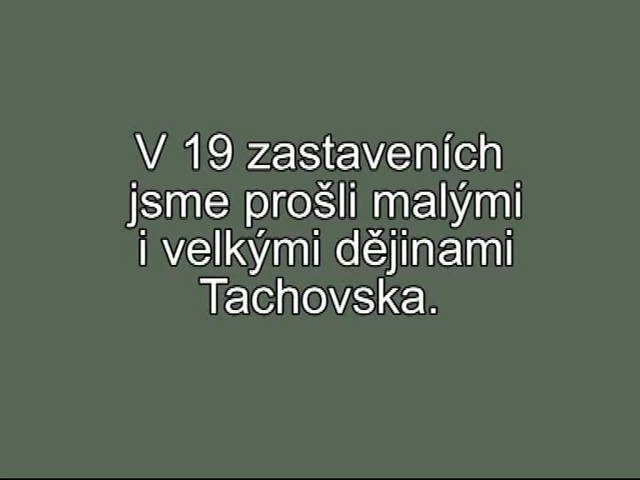 V 19 zastaveních
jsme prošli malými
i velkými dějinami
Tachovska.